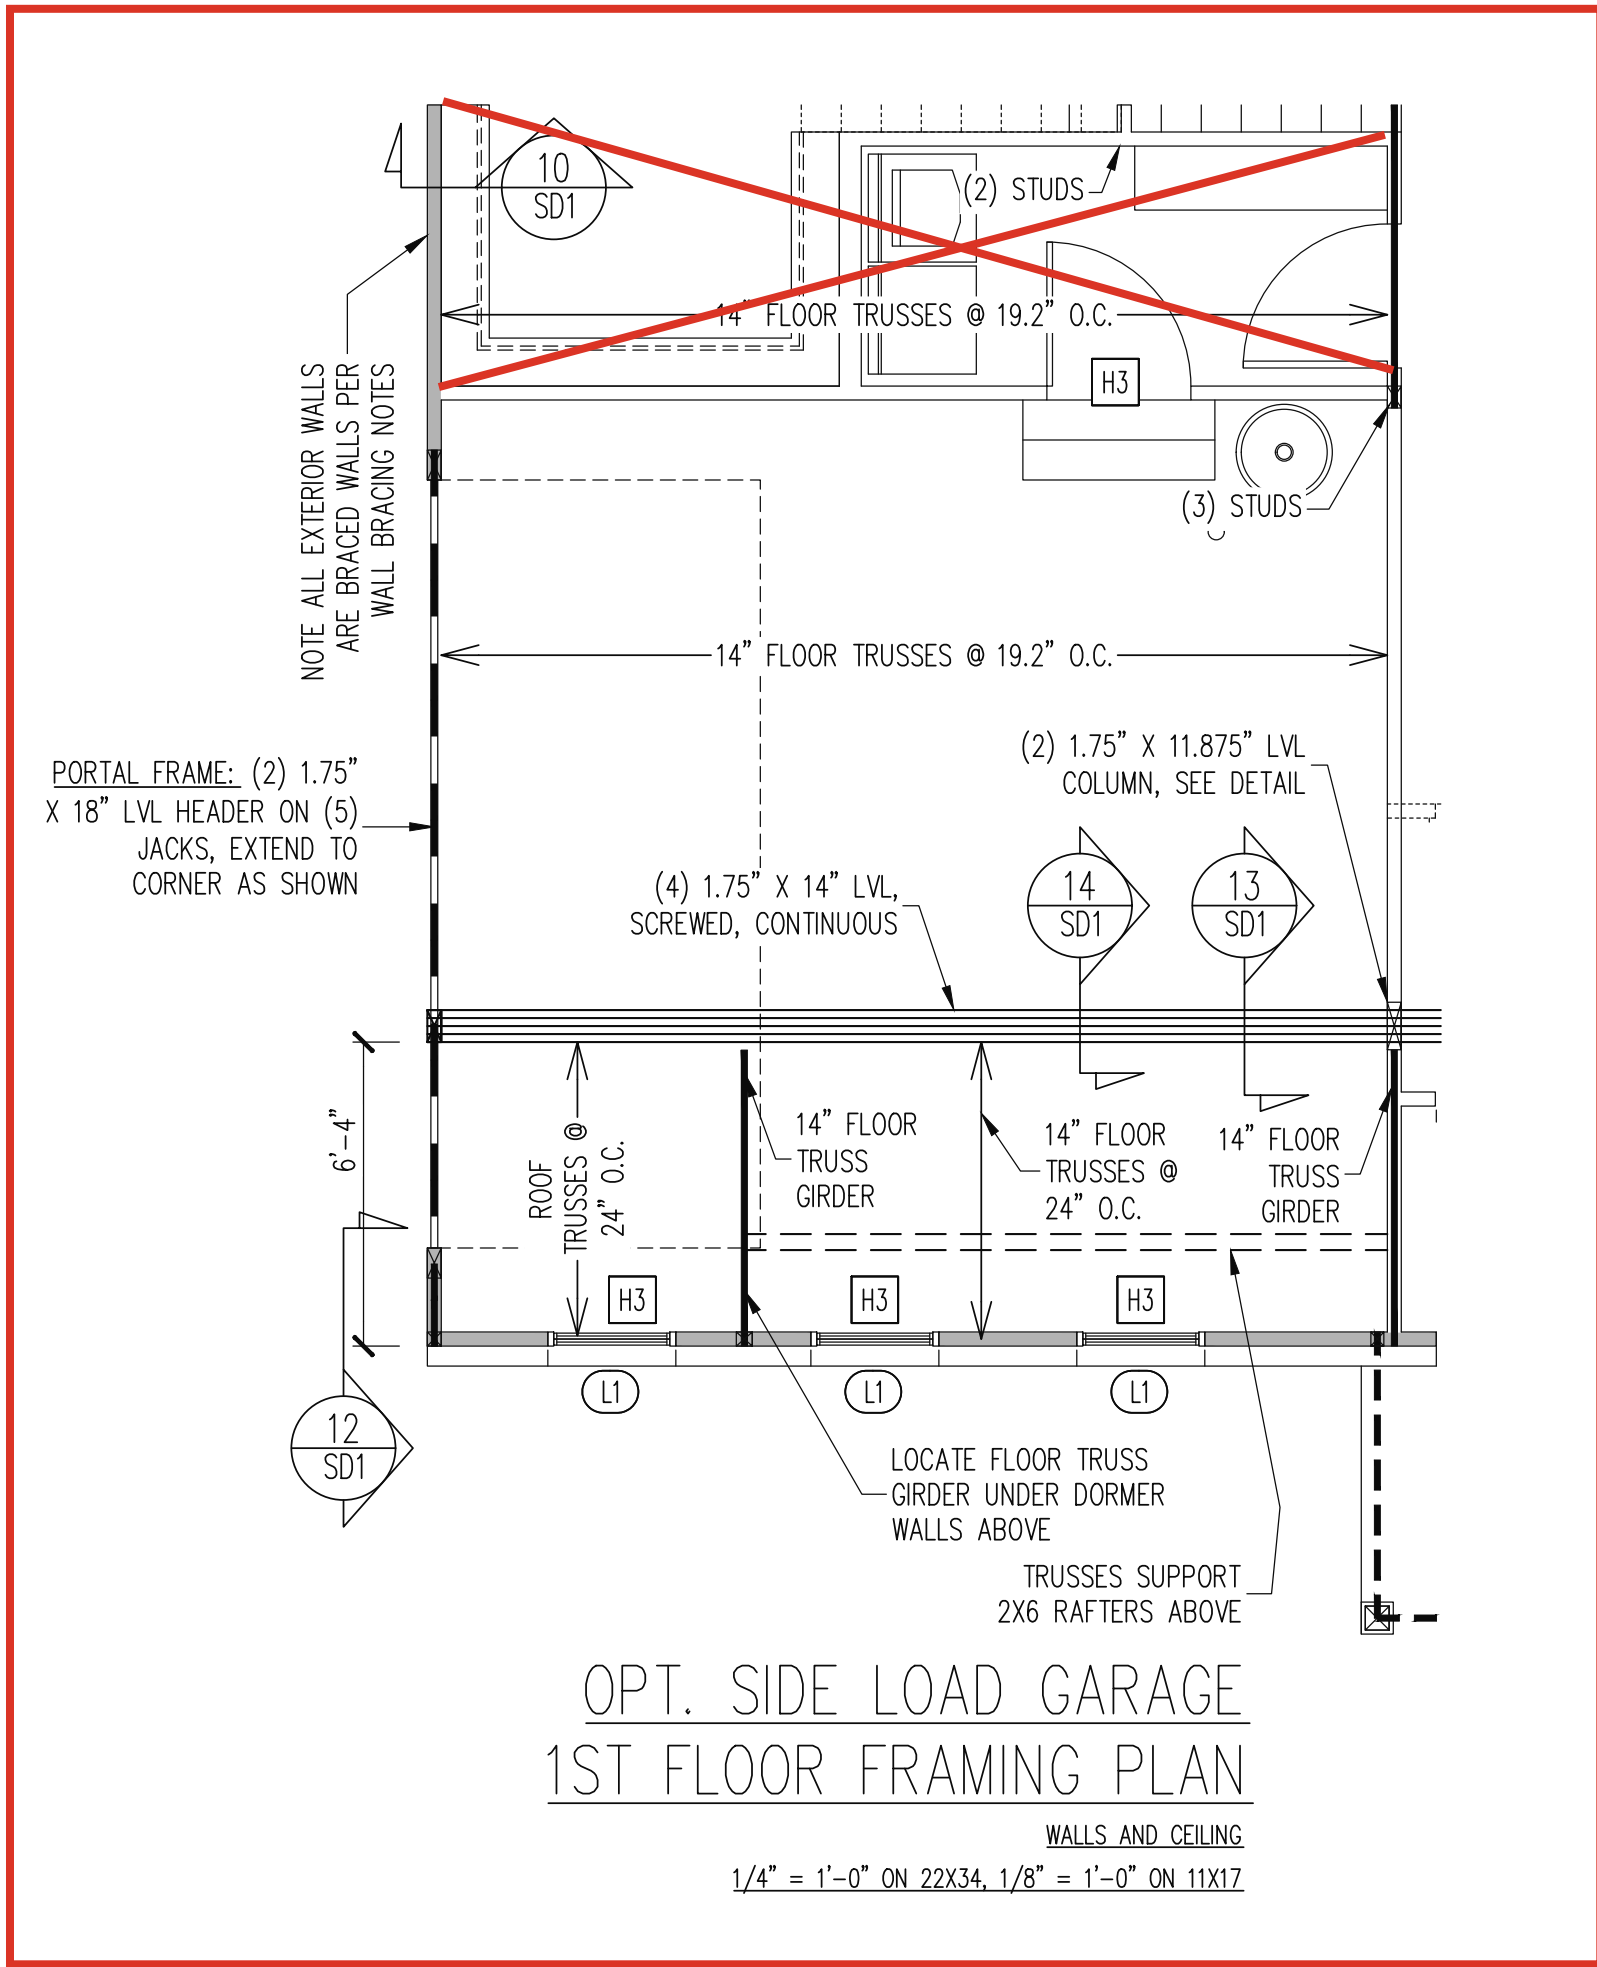 10
SD1
(2) STUDS
14" FLOOR TRUSSES @ 19.2" O.C.
H3
NOTE ALL EXTERIOR WALLS
ARE BRACED WALLS PER
WALL BRACING NOTES
(3) STUDS
14" FLOOR TRUSSES @ 19.2" O.C.
PORTAL FRAME: (2) 1.75"
X 18" LVL HEADER ON (5)
JACKS, EXTEND TO
CORNER AS SHOWN
(2) 1.75" X 11.875" LVL
COLUMN, SEE DETAIL
(4) 1.75" X 14" LVL,
SCREWED, CONTINUOUS
14
SD1
13
SD1
6'-4"
ROOF
TRUSSES @
24" O.C.
14" FLOOR
TRUSS
GIRDER
14" FLOOR
TRUSSES @
24" O.C.
14" FLOOR
TRUSS
GIRDER
H3
H3
H3
L1
L1
L1
12
SD1
LOCATE FLOOR TRUSS
GIRDER UNDER DORMER
WALLS ABOVE
TRUSSES SUPPORT
2X6 RAFTERS ABOVE
OPT. SIDE LOAD GARAGE
1ST FLOOR FRAMING PLAN
WALLS AND CEILING
1/4" = 1'-0" ON 22X34, 1/8" = 1'-0" ON 11X17